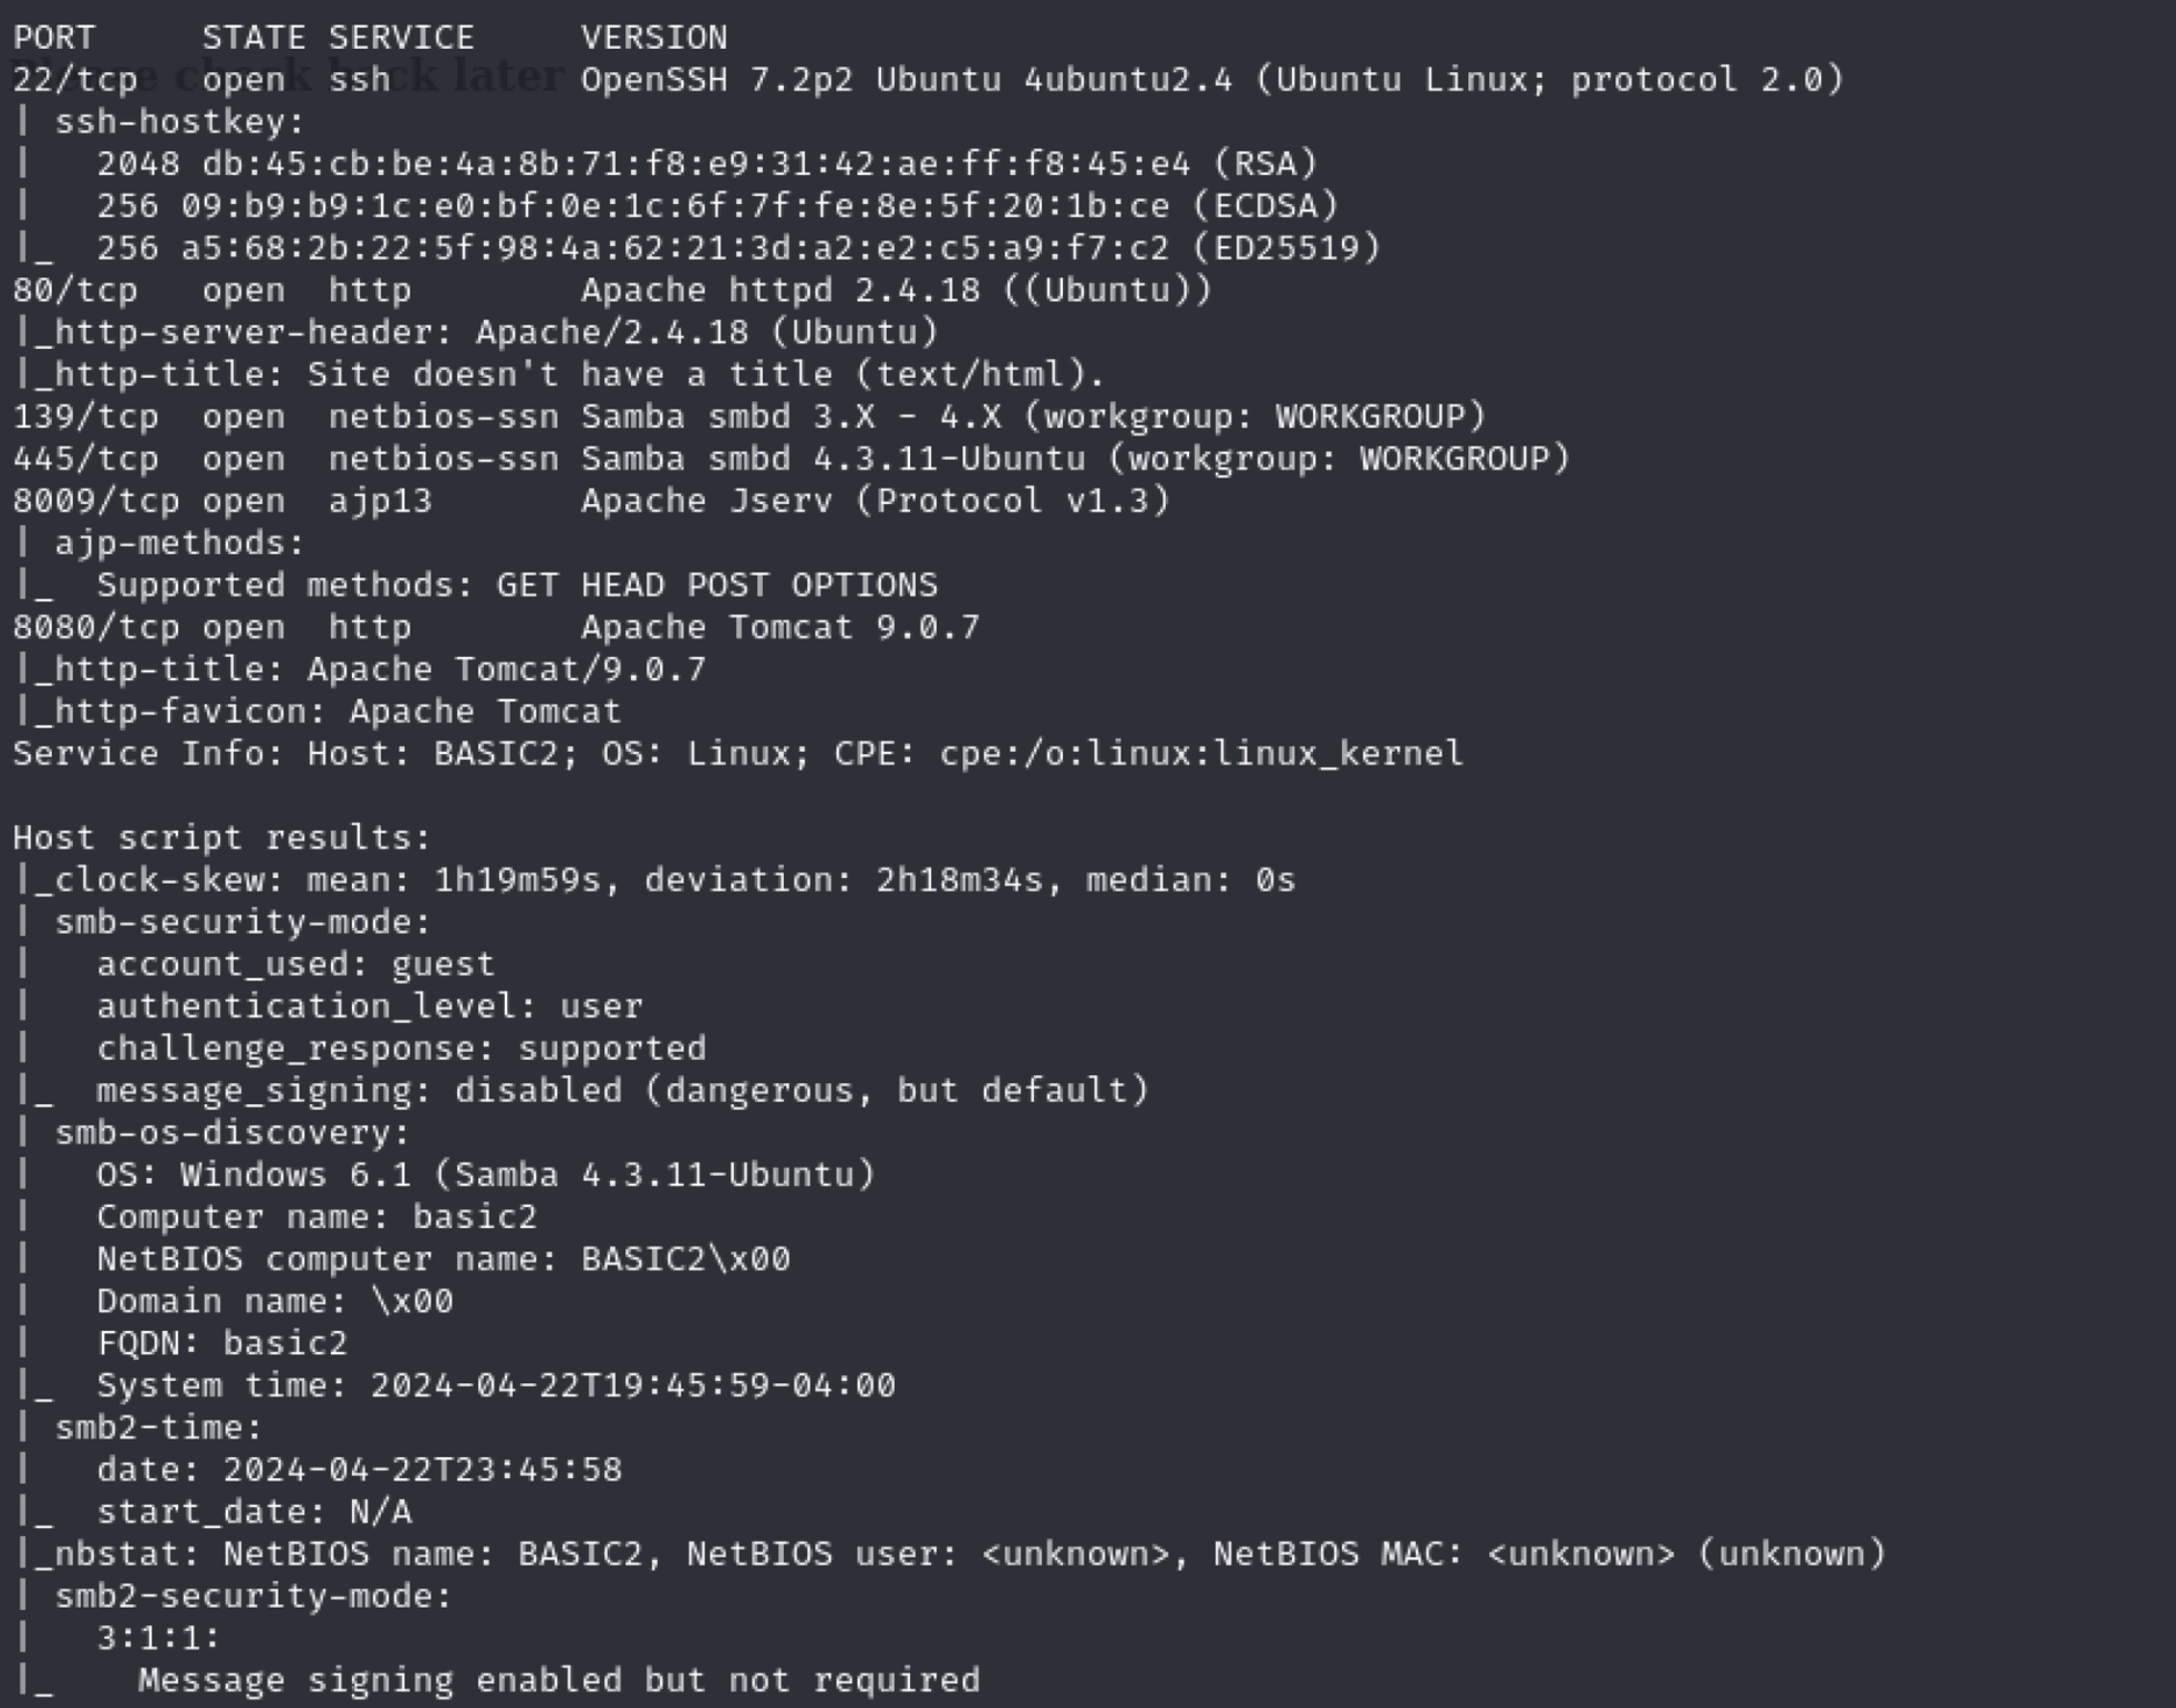 PORT     STATE SERVICE     VERSION
22/tcp   open  ssh         OpenSSH 7.2p2 Ubuntu 4ubuntu2.4 (Ubuntu Linux; protocol 2.0)
| ssh-hostkey:
|   2048 db:45:cb:be:4a:8b:71:f8:e9:31:42:ae:ff:f8:45:e4 (RSA)
|   256 09:b9:b9:1c:e0:bf:0e:1c:6f:7f:fe:8e:5f:20:1b:ce (ECDSA)
|_  256 a5:68:2b:22:5f:98:4a:62:21:3d:a2:e2:c5:a9:f7:c2 (ED25519)
80/tcp   open  http        Apache httpd 2.4.18 ((Ubuntu))
|_http-server-header: Apache/2.4.18 (Ubuntu)
|_http-title: Site doesn't have a title (text/html).
139/tcp  open  netbios-ssn Samba smbd 3.X - 4.X (workgroup: WORKGROUP)
445/tcp  open  netbios-ssn Samba smbd 4.3.11-Ubuntu (workgroup: WORKGROUP)
8009/tcp open  ajp13       Apache Jserv (Protocol v1.3)
| ajp-methods:
|_  Supported methods: GET HEAD POST OPTIONS
8080/tcp open  http        Apache Tomcat 9.0.7
|_http-title: Apache Tomcat/9.0.7
|_http-favicon: Apache Tomcat
Service Info: Host: BASIC2; OS: Linux; CPE: cpe:/o:linux:linux_kernel

Host script results:
|_clock-skew: mean: 1h19m59s, deviation: 2h18m34s, median: 0s
| smb-security-mode:
|   account_used: guest
|   authentication_level: user
|   challenge_response: supported
|_  message_signing: disabled (dangerous, but default)
| smb-os-discovery:
|   OS: Windows 6.1 (Samba 4.3.11-Ubuntu)
|   Computer name: basic2
|   NetBIOS computer name: BASIC2\x00
|   Domain name: \x00
|   FQDN: basic2
|_  System time: 2024-04-22T19:45:59-04:00
| smb2-time:
|   date: 2024-04-22T23:45:58
|_  start_date: N/A
|_nbstat: NetBIOS name: BASIC2, NetBIOS user: <unknown>, NetBIOS MAC: <unknown> (unknown)
| smb2-security-mode:
|   3:1:1:
|_    Message signing enabled but not required
Please check back later